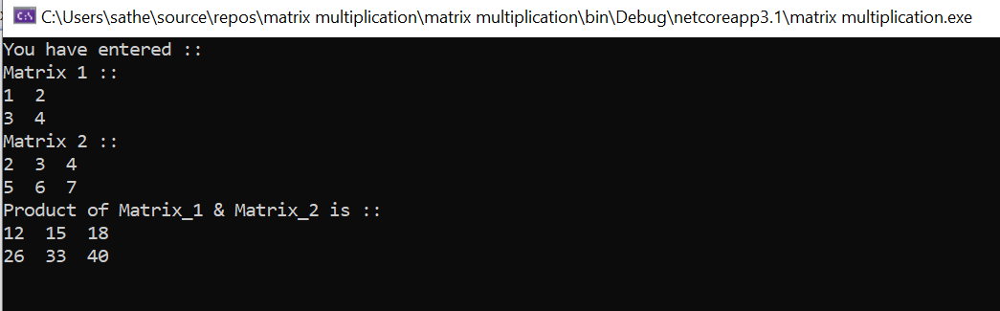 C:\Users\sathe\source\repos\matrix multiplication\matrix multiplication\bin\Debug\netcoreapp3.1\matrix multiplication.exe
You have entered ::
Matrix 1 ::
1  2
3  4
Matrix 2 ::
2  3  4
5  6  7
Product of Matrix_1 & Matrix_2 is ::
12  15  18
26  33  40